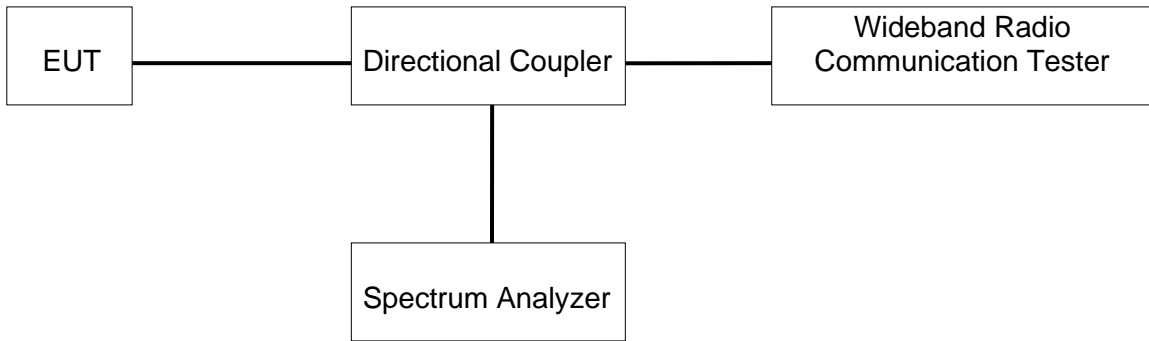 EUT
Directional Coupler
Wideband Radio
Communication Tester
Spectrum Analyzer